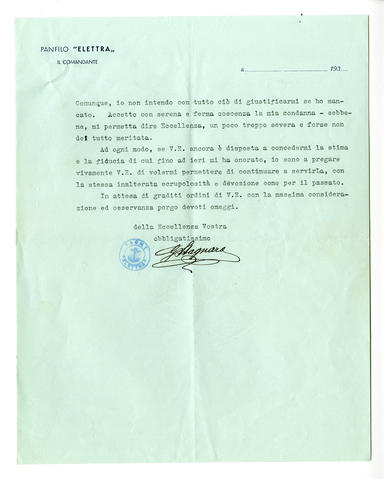 PANFILO "ELETTRA„
IL COMANDANTE
a 193
Comunque, io non intendo con tutto ciò di giustificarmi se ho man-
cato. Accetto con serena e ferma coscenza la mia condanna - sebbe-
ne, mi permetta dire Eccellenza, un poco troppo severa e forse non
del tutto meritata.
Ad ogni modo, se V.E. ancora è disposta a concedermi la stima
e la fiducia di cui fino ad ieri mi ha onorato, io sono a pregare
vivamente V.E. di volermi permettere di continuare a servirLa, con
la stessa inalterata scrupolosità e devozione come per il passato.
In attesa di graditi ordini di V.E. con la massima considera-
zione ed osservanza porgo devoti omaggi.
della Eccellenza Vostra
obbligatissimo
GStagnaro